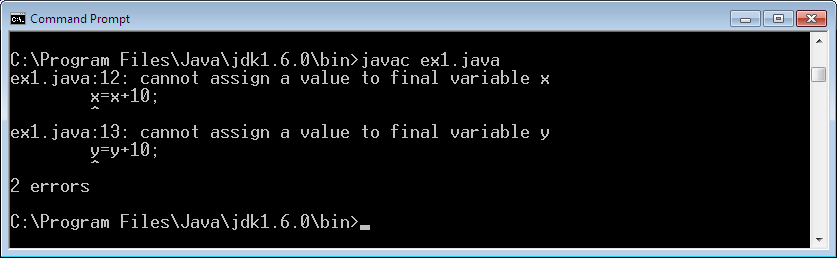 Command Prompt
C:\Program Files\Java\jdk1.6.0\bin>javac ex1.java
ex1.java:12: cannot assign a value to final variable x
x=x+10;
^
ex1.java:13: cannot assign a value to final variable y
y=y+10;
^
2 errors
C:\Program Files\Java\jdk1.6.0\bin>_